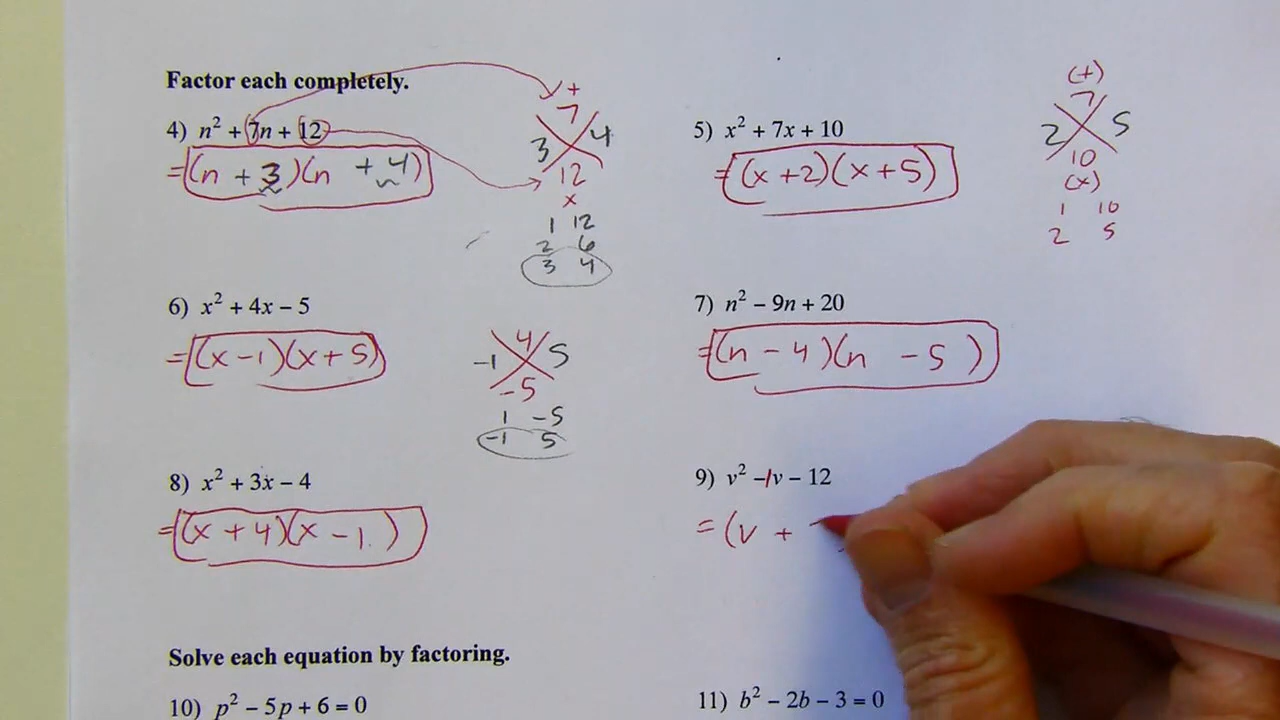 Factor each completely.
4) n² + 7n + 12
= (n + 3)(n + 4)
+
7
3 4
12
x
1 12
2 6
3 4
5) x² + 7x + 10
= (x + 2)(x + 5)
(+)
7
2 5
10
(x)
1 10
2 5
6) x² + 4x – 5
= (x – 1)(x + 5)
4
-1 5
-5
1 -5
-1 5
7) n² – 9n + 20
= (n – 4)(n – 5)
8) x² + 3x – 4
= (x + 4)(x – 1)
9) v² – 1v – 12
= (v +
Solve each equation by factoring.
10) p² – 5p + 6 = 0
11) b² – 2b – 3 = 0